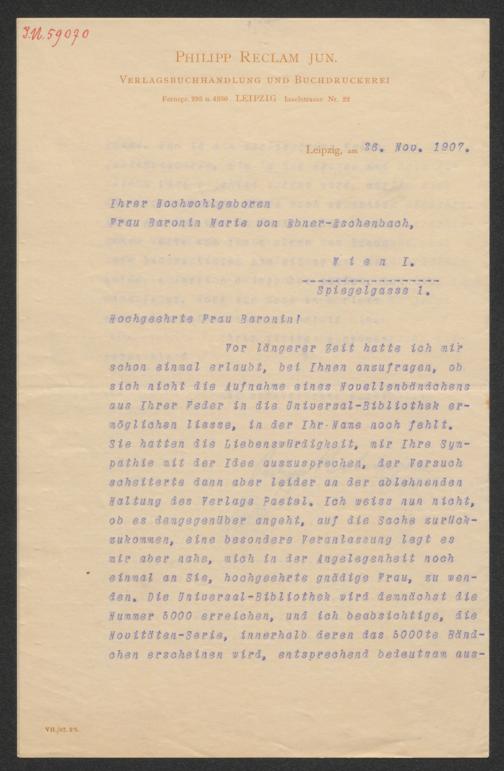 J.N. 59070
PHILIPP RECLAM JUN.
VERLAGSBUCHHANDLUNG UND BUCHDRUCKEREI
Fernspr. 295 u. 4890 LEIPZIG Inselstrasse Nr. 22
Leipzig, am 26. Nov. 1907.
Ihrer Hochwohlgeboren
Frau Baronin Marie von Ebner-Eschenbach,
Wien I.
Spiegelgasse 1.
Hochgeehrte Frau Baronin!
Vor längerer Zeit hatte ich mir
schon einmal erlaubt, bei Ihnen anzufragen, ob
sich nicht die Aufnahme eines Novellenbändchens
aus Ihrer Feder in die Universal-Bibliothek er-
möglichen liesse, in der Ihr Name noch fehlt.
Sie hatten die Liebenswürdigkeit, mir Ihre Sym-
pathie mit der Idee auszusprechen, der Versuch
scheiterte dann aber leider an der ablehnenden
Haltung des Verlags Paetel. Ich weiss nun nicht,
ob es demgegenüber angeht, auf die Sache zurück-
zukommen, eine besondere Veranlassung legt es
mir aber nahe, mich in der Angelegenheit noch
einmal an Sie, hochgeehrte gnädige Frau, zu wen-
den. Die Universal-Bibliothek wird demnächst die
Nummer 5000 erreichen, und ich beabsichtige, die
Novitäten-Serie, innerhalb deren das 5000te Bänd-
chen erscheinen wird, entsprechend bedeutsam aus-